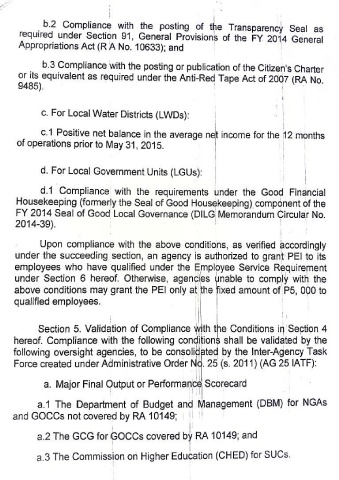 b.2 Compliance with the posting of the Transparency Seal as
required under Section 91, General Provisions of the FY 2014 General
Appropriations Act (R A No. 10633); and
b.3 Compliance with the posting or publication of the Citizen's Charter
or its equivalent as required under the Anti-Red Tape Act of 2007 (RA No.
9485).
c. For Local Water Districts (LWDs):
c.1 Positive net balance in the average net income for the 12 months
of operations prior to May 31, 2015.
d. For Local Government Units (LGUs):
d.1 Compliance with the requirements under the Good Financial
Housekeeping (formerly the Seal of Good Housekeeping) component of the
FY 2014 Seal of Good Local Governance (DILG Memorandum Circular No.
2014-39).
Upon compliance with the above conditions, as verified accordingly
under the succeeding section, an agency is authorized to grant PEI to its
employees who have qualified under the Employee Service Requirement
under Section 6 hereof. Otherwise, agencies unable to comply with the
above conditions may grant the PEI only at the fixed amount of P5, 000 to
qualified employees.
Section 5. Validation of Compliance with the Conditions in Section 4
hereof. Compliance with the following conditions shall be validated by the
following oversight agencies, to be consolidated by the Inter-Agency Task
Force created under Administrative Order No. 25 (s. 2011) (AG 25 IATF):
a. Major Final Output or Performance Scorecard
a.1 The Department of Budget and Management (DBM) for NGAs
and GOCCs not covered by RA 10149;
a.2 The GCG for GOCCs covered by RA 10149; and
a.3 The Commission on Higher Education (CHED) for SUCs.